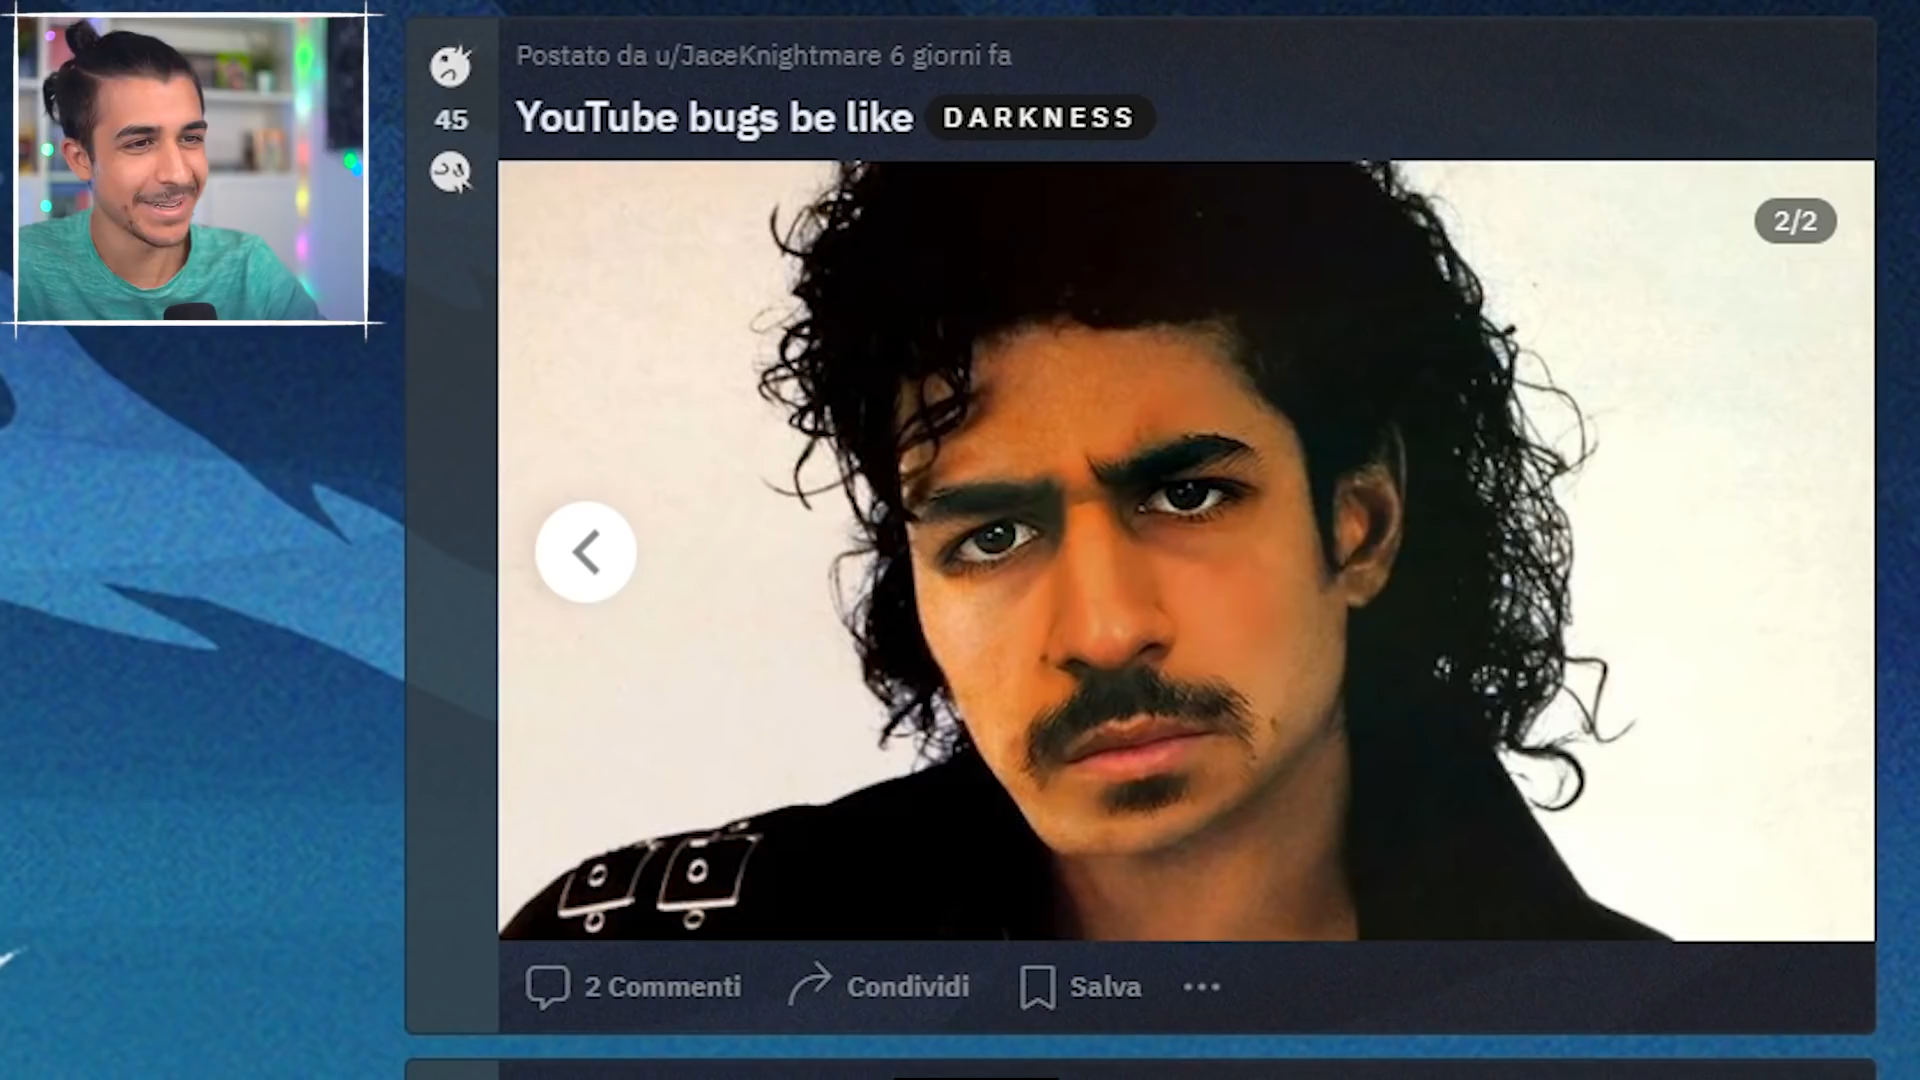 Postato da u/JaceKnightmare 6 giorni fa
45
YouTube bugs be like DARKNESS
2/2
2 Commenti Condividi Salva